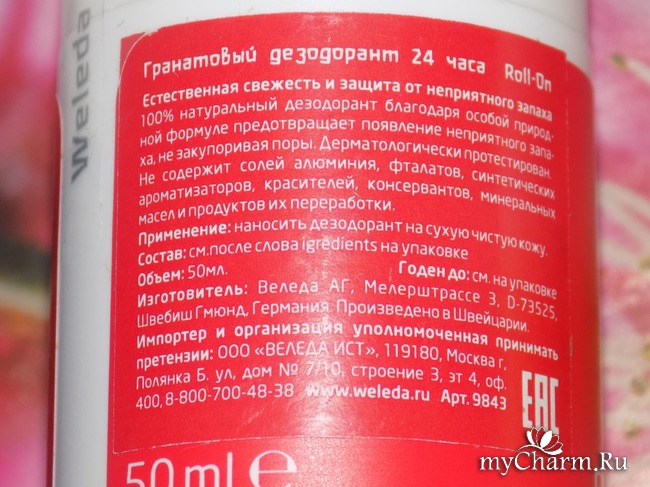 Weleda
Гранатовый дезодорант 24 часа Roll-On
Естественная свежесть и защита от неприятного запаха
100% натуральный дезодорант благодаря особой природ-
ной формуле предотвращает появление неприятного запа-
ха, не закупоривая поры. Дерматологически протестирован.
Не содержит солей алюминия, фталатов, синтетических
ароматизаторов, красителей, консервантов, минеральных
масел и продуктов их переработки.
Применение: наносить дезодорант на сухую чистую кожу.
Состав: см.после слова igredients на упаковке
Объем: 50мл. Годен до: см. на упаковке
Изготовитель: Веледа АГ, Мелерштрассе 3, D-73525,
Швебиш Гмюнд, Германия. Произведено в Швейцарии.
Импортер и организация уполномоченная принимать
претензии: ООО «ВЕЛЕДА ИСТ», 119180, Москва г,
Полянка Б. ул, дом № 7/10, строение 3, эт 4, оф.
400, 8-800-700-48-38 www.weleda.ru Арт. 9843
EAC
50 ml e
myCharm.Ru